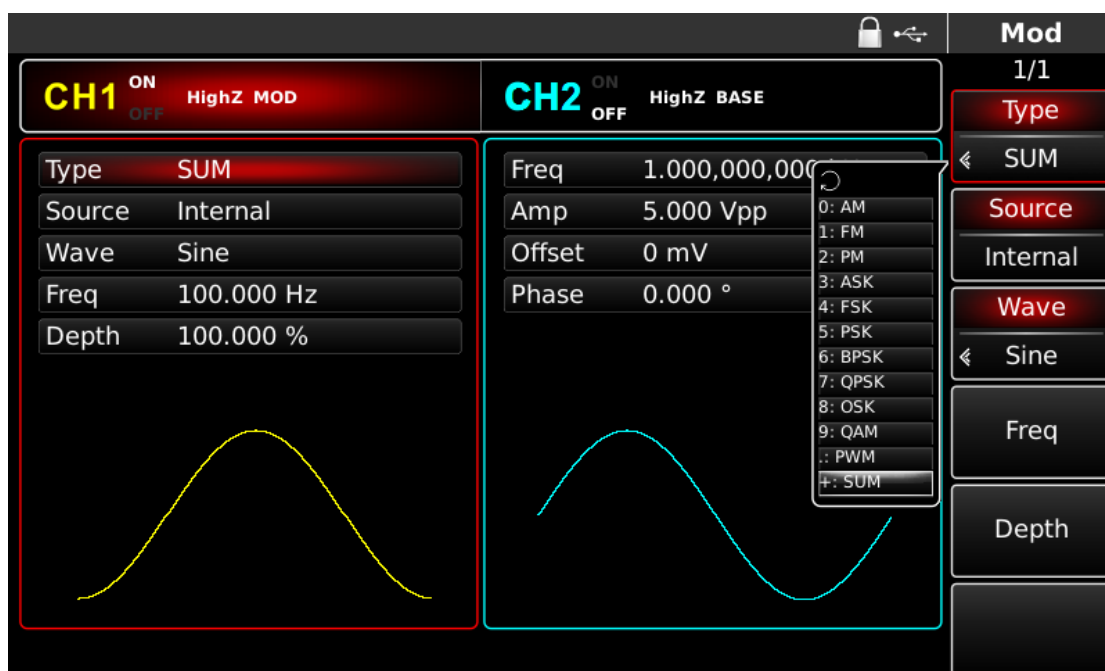 Mod
1/1
CH1 ON OFF HighZ MOD
CH2 ON OFF HighZ BASE
Type SUM
Source Internal
Wave Sine
Freq 100.000 Hz
Depth 100.000 %
Freq 1.000,000,000
Amp 5.000 Vpp
Offset 0 mV
Phase 0.000 °
0: AM
1: FM
2: PM
3: ASK
4: FSK
5: PSK
6: BPSK
7: QPSK
8: OSK
9: QAM
.: PWM
+: SUM
Type
SUM
Source
Internal
Wave
Sine
Freq
Depth